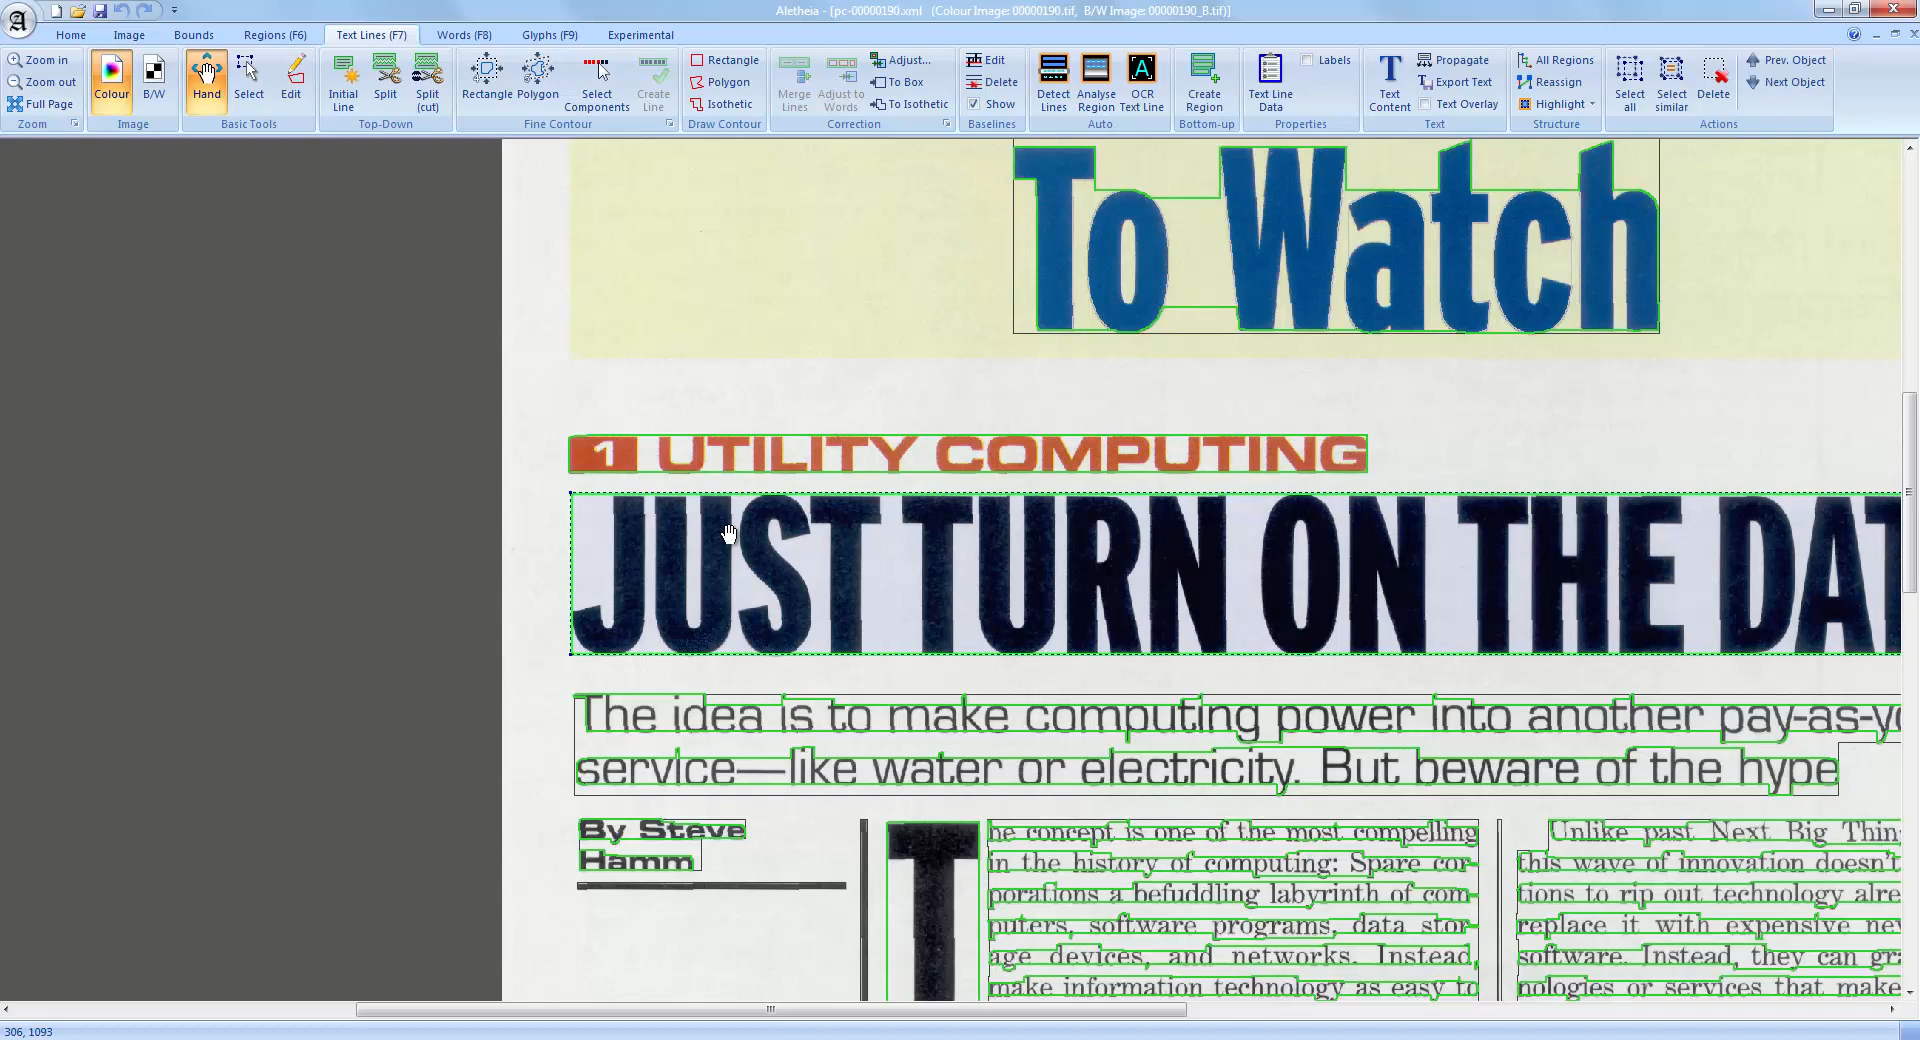 Aletheia - [pc-00000190.xml   (Colour Image: 00000190.tif,  B/W Image: 00000190_B.tif)]
Home Image Bounds Regions (F6) Text Lines (F7) Words (F8) Glyphs (F9) Experimental
Zoom in
Zoom out
Full Page
Zoom
Colour B/W
Image
Hand Select Edit
Basic Tools
Initial Line Split Split (cut)
Top-Down
Rectangle Polygon Select Components Create Line
Fine Contour
Rectangle
Polygon
Isothetic
Draw Contour
Merge Lines Adjust to Words
Adjust...
To Box
To Isothetic
Correction
Edit
Delete
Show
Baselines
Detect Lines Analyse Region OCR Text Line
Auto
Create Region
Bottom-up
Text Line Data
Labels
Properties
Text Content
Propagate
Export Text
Text Overlay
Text
All Regions
Reassign
Highlight
Structure
Select all Select similar Delete
Prev. Object
Next Object
Actions
To Watch
1 UTILITY COMPUTING
JUST TURN ON THE DAT
The idea is to make computing power into another pay-as-yo
service—like water or electricity. But beware of the hype
By Steve
Hamm
The concept is one of the most compelling
in the history of computing: Spare cor-
porations a befuddling labyrinth of com-
puters, software programs, data stor-
age devices, and networks. Instead,
make information technology as easy to
Unlike past Next Big Thin
this wave of innovation doesn't
tions to rip out technology alre
replace it with expensive ne
software. Instead, they can gr
nologies or services that make
306, 1093